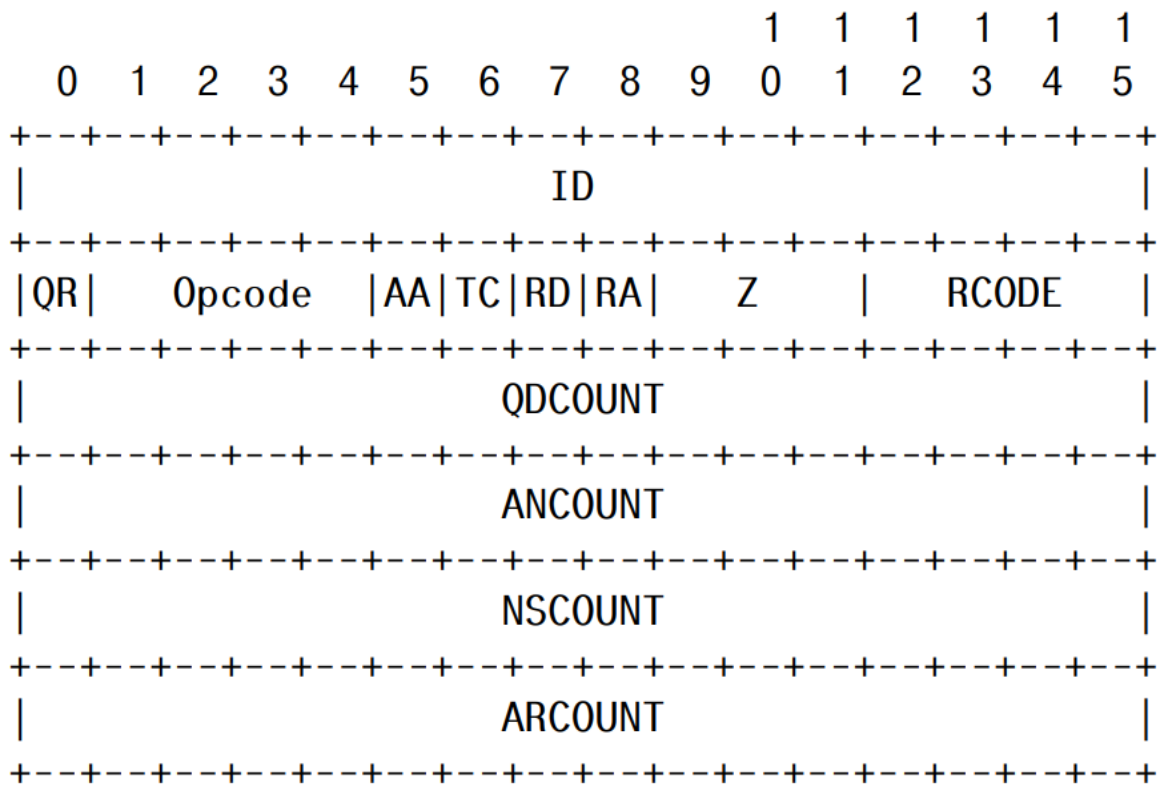 1  1  1  1  1  1
  0  1  2  3  4  5  6  7  8  9  0  1  2  3  4  5
+--+--+--+--+--+--+--+--+--+--+--+--+--+--+--+--+
|                      ID                       |
+--+--+--+--+--+--+--+--+--+--+--+--+--+--+--+--+
|QR|   Opcode  |AA|TC|RD|RA|   Z    |   RCODE   |
+--+--+--+--+--+--+--+--+--+--+--+--+--+--+--+--+
|                    QDCOUNT                    |
+--+--+--+--+--+--+--+--+--+--+--+--+--+--+--+--+
|                    ANCOUNT                    |
+--+--+--+--+--+--+--+--+--+--+--+--+--+--+--+--+
|                    NSCOUNT                    |
+--+--+--+--+--+--+--+--+--+--+--+--+--+--+--+--+
|                    ARCOUNT                    |
+--+--+--+--+--+--+--+--+--+--+--+--+--+--+--+--+